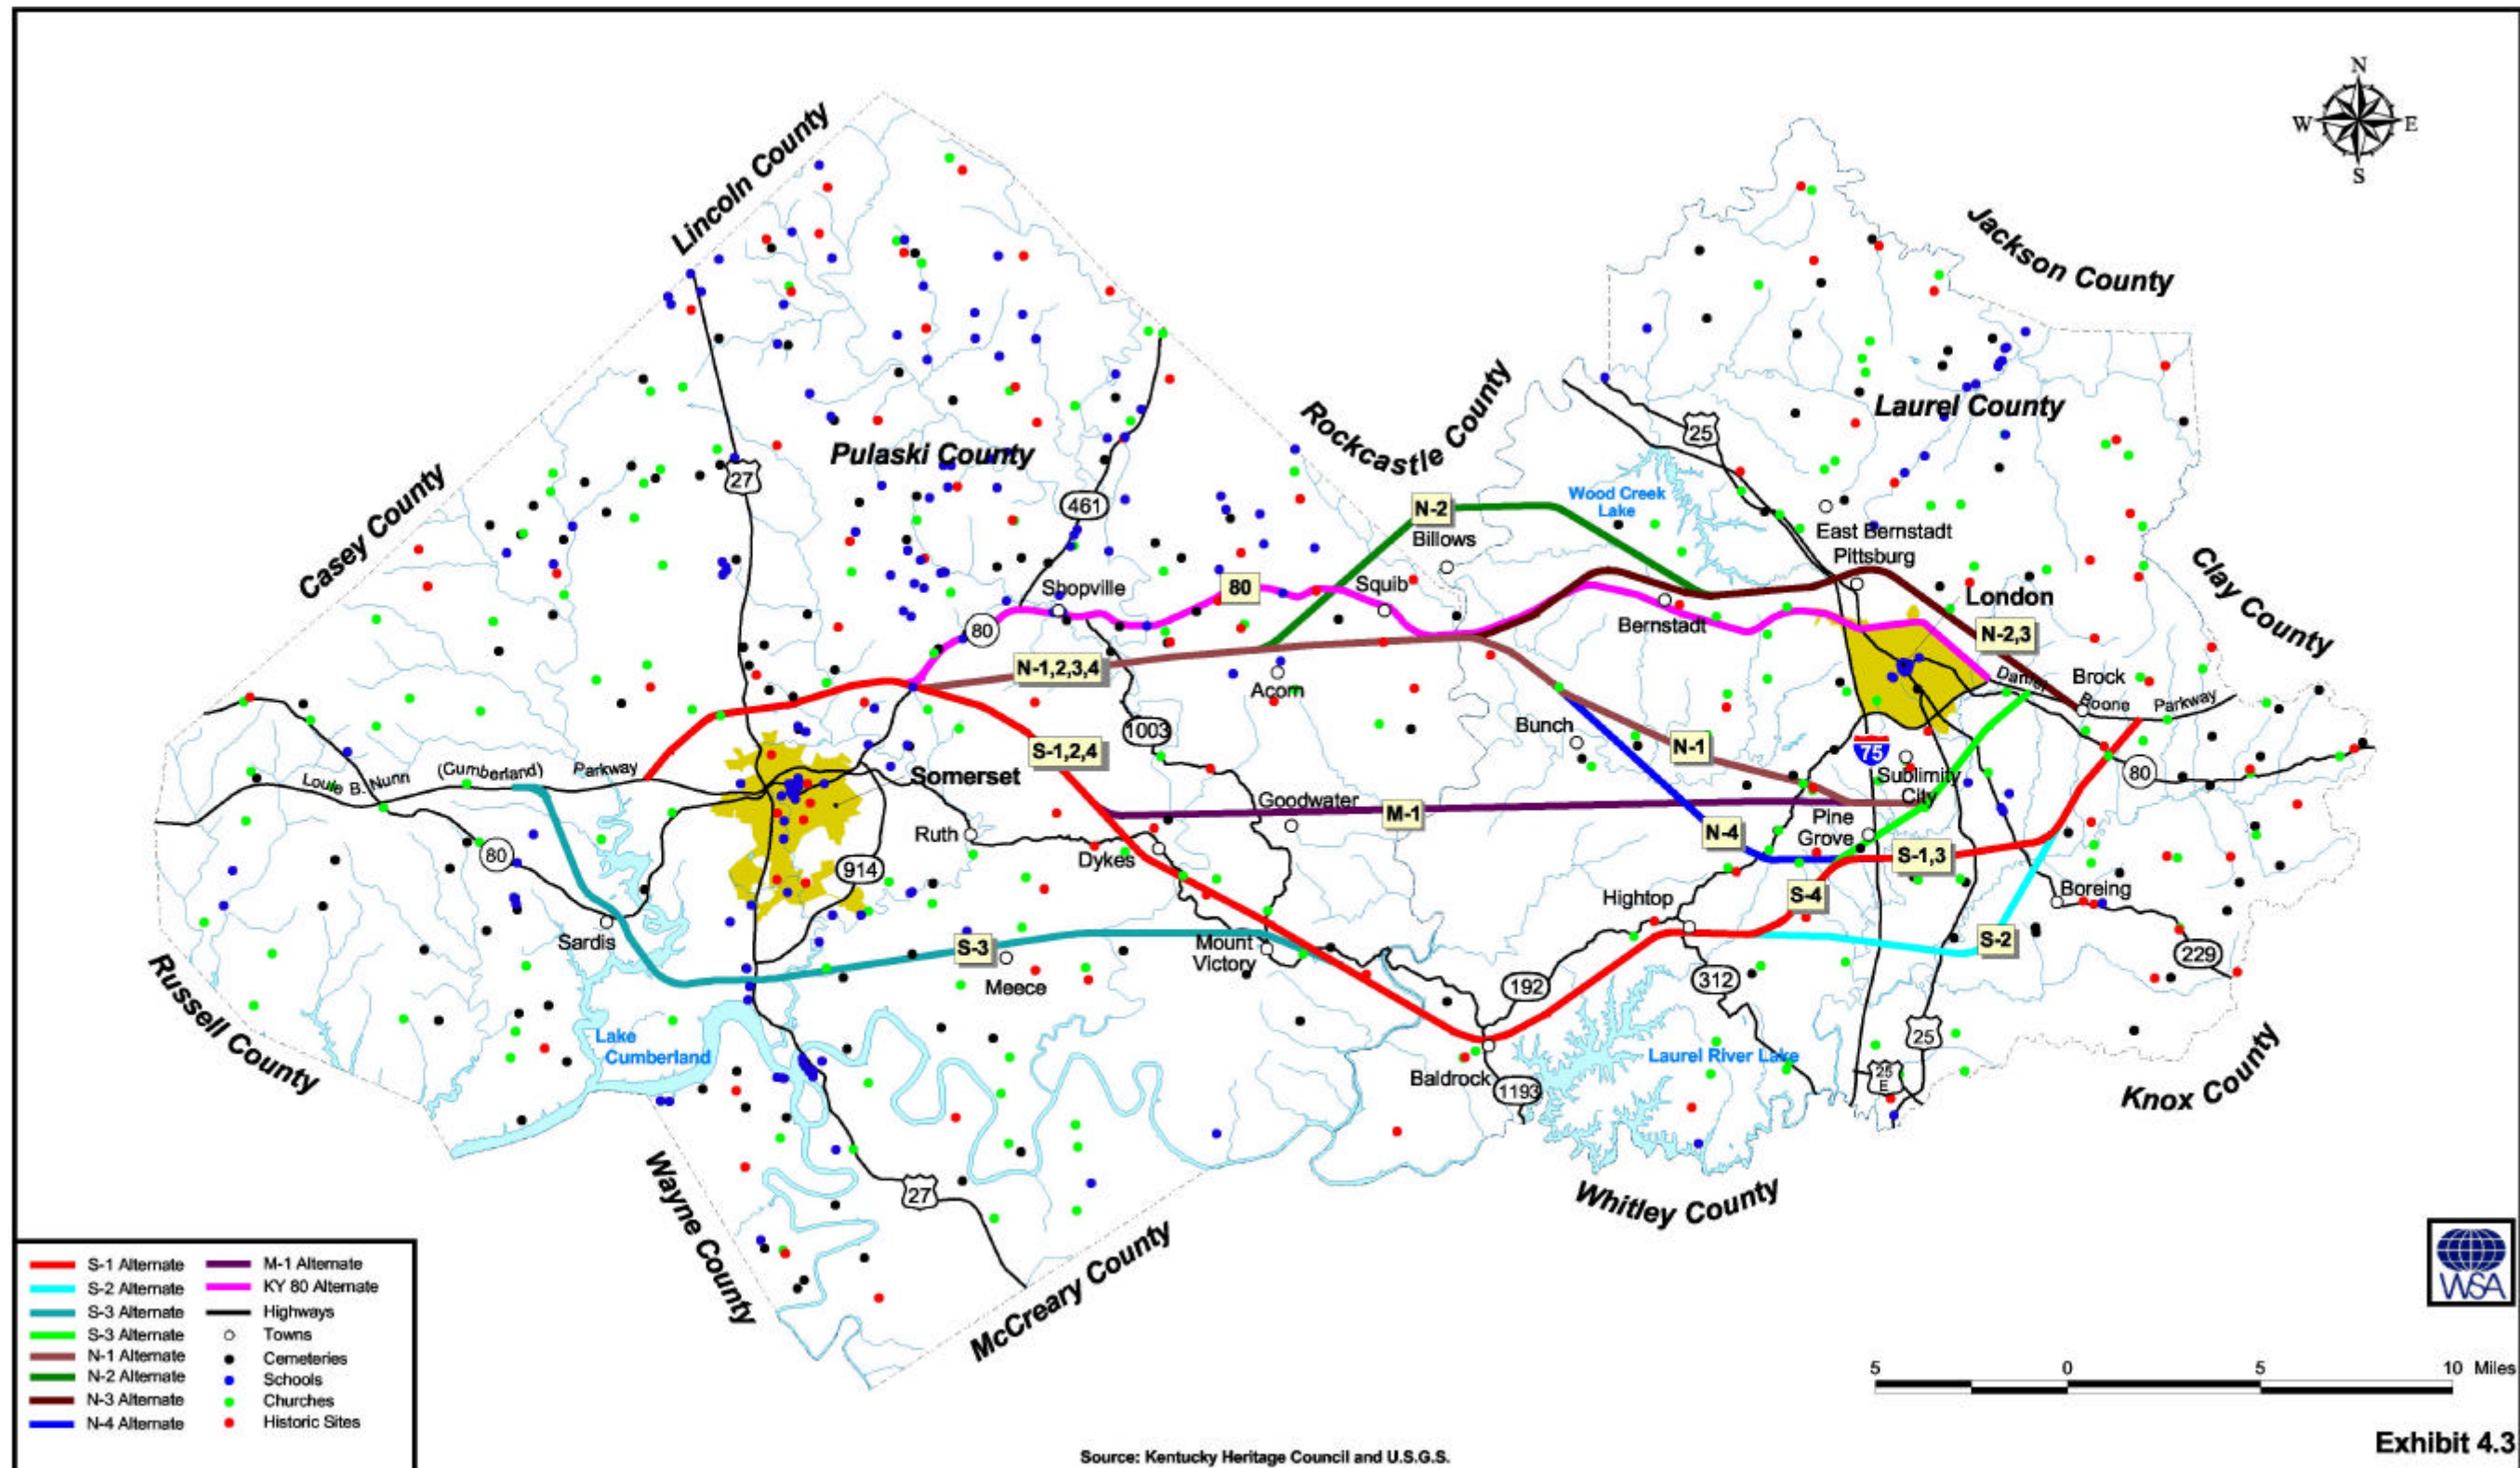 N
W E
S
Lincoln County
Jackson County
Casey County
Rockcastle County
Laurel County
Pulaski County
25
27
461
Wood Creek
Lake
N-2
Billows
East Bernstadt
Pittsburg
Clay County
80
Shopville
Squib
London
80
Bernstadt
N-2,3
N-1,2,3,4
Acorn
Daniel
Boone
Parkway
Brock
1003
Bunch
N-1
75
S-1,2,4
Louie B. Nunn
(Cumberland)
Parkway
Somerset
Sublimity
City
80
Goodwater
M-1
Ruth
N-4
Pine
Grove
80
Dykes
914
S-1,3
Hightop
S-4
Boreing
Sardis
S-3
Mount
Victory
S-2
229
Meece
192
312
Russell County
Lake
Cumberland
Laurel River Lake
25
Baldrock
25
E
1193
Knox County
Wayne County
27
Whitley County
McCreary County
WSA
S-1 Alternate
S-2 Alternate
S-3 Alternate
S-3 Alternate
N-1 Alternate
N-2 Alternate
N-3 Alternate
N-4 Alternate
M-1 Alternate
KY 80 Alternate
Highways
Towns
Cemeteries
Schools
Churches
Historic Sites
5 0 5 10 Miles
Exhibit 4.3
Source: Kentucky Heritage Council and U.S.G.S.